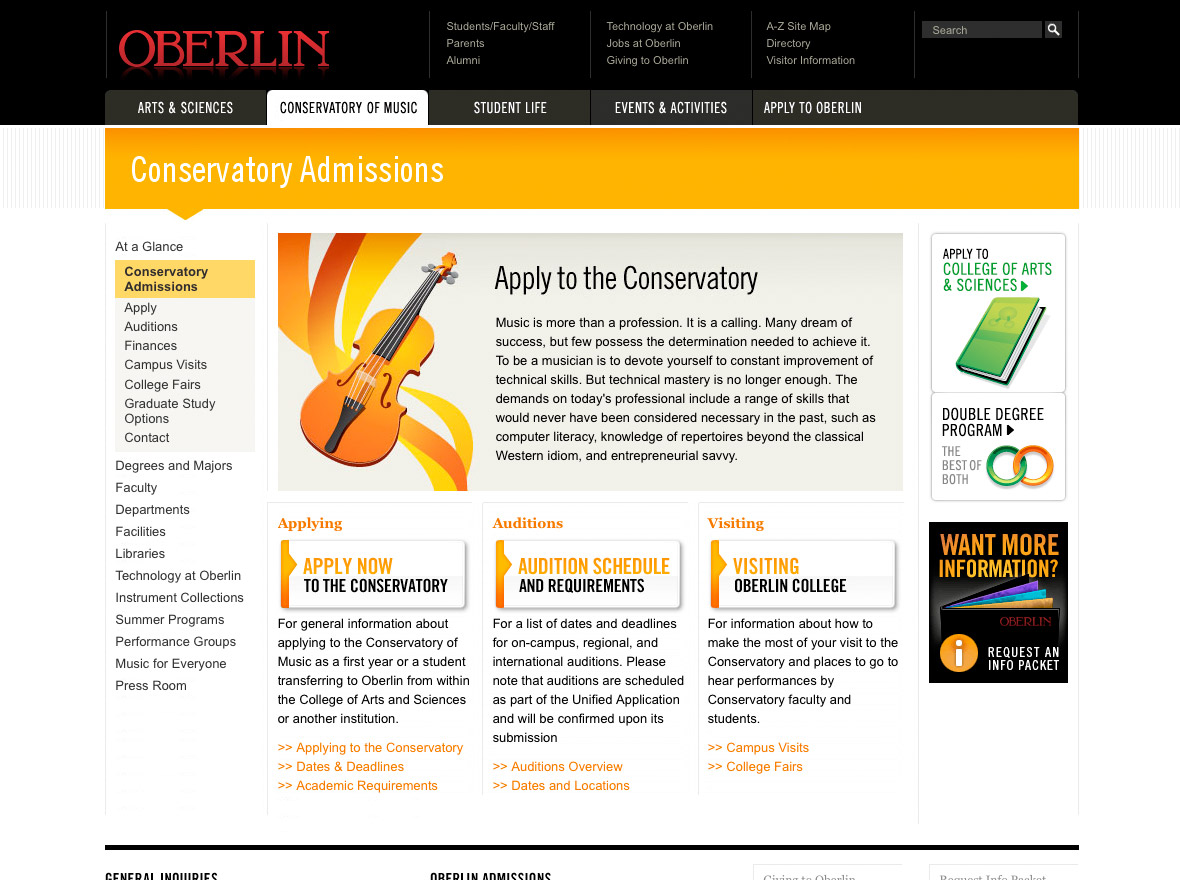 OBERLIN
Students/Faculty/Staff
Parents
Alumni
Technology at Oberlin
Jobs at Oberlin
Giving to Oberlin
A-Z Site Map
Directory
Visitor Information
Search
ARTS & SCIENCES
CONSERVATORY OF MUSIC
STUDENT LIFE
EVENTS & ACTIVITIES
APPLY TO OBERLIN
Conservatory Admissions
At a Glance
Conservatory
Admissions
Apply
Auditions
Finances
Campus Visits
College Fairs
Graduate Study
Options
Contact
Degrees and Majors
Faculty
Departments
Facilities
Libraries
Technology at Oberlin
Instrument Collections
Summer Programs
Performance Groups
Music for Everyone
Press Room
Apply to the Conservatory
Music is more than a profession. It is a calling. Many dream of
success, but few possess the determination needed to achieve it.
To be a musician is to devote yourself to constant improvement of
technical skills. But technical mastery is no longer enough. The
demands on today's professional include a range of skills that
would never have been considered necessary in the past, such as
computer literacy, knowledge of repertoires beyond the classical
Western idiom, and entrepreneurial savvy.
Applying
APPLY NOW
TO THE CONSERVATORY
For general information about
applying to the Conservatory of
Music as a first year or a student
transferring to Oberlin from within
the College of Arts and Sciences
or another institution.
>> Applying to the Conservatory
>> Dates & Deadlines
>> Academic Requirements
Auditions
AUDITION SCHEDULE
AND REQUIREMENTS
For a list of dates and deadlines
for on-campus, regional, and
international auditions. Please
note that auditions are scheduled
as part of the Unified Application
and will be confirmed upon its
submission
>> Auditions Overview
>> Dates and Locations
Visiting
VISITING
OBERLIN COLLEGE
For information about how to
make the most of your visit to the
Conservatory and places to go to
hear performances by
Conservatory faculty and
students.
>> Campus Visits
>> College Fairs
APPLY TO
COLLEGE OF ARTS
& SCIENCES
DOUBLE DEGREE
PROGRAM
THE
BEST OF
BOTH
WANT MORE
INFORMATION?
OBERLIN
i
REQUEST AN
INFO PACKET
GENERAL INQUIRIES
OBERLIN ADMISSIONS
Giving to Oberlin
Request Info Packet